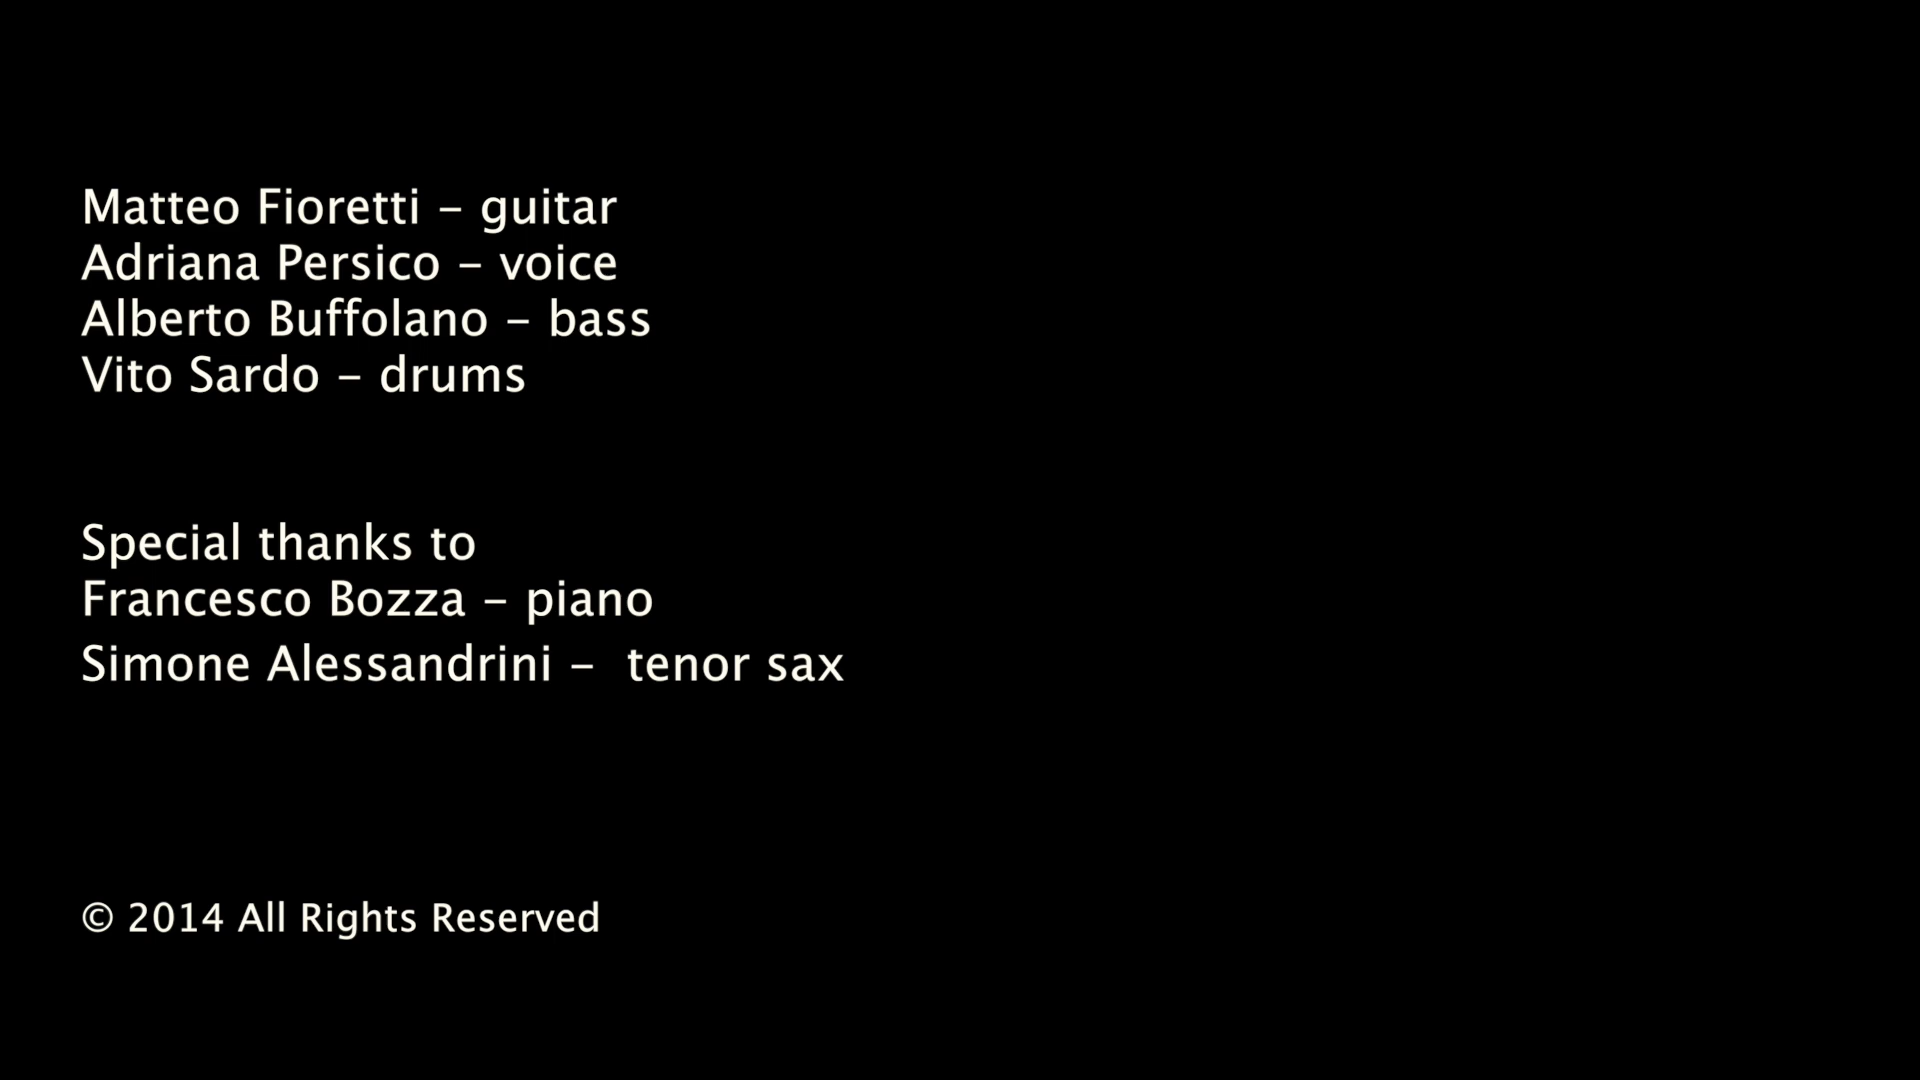 Matteo Fioretti - guitar
Adriana Persico - voice
Alberto Buffolano - bass
Vito Sardo - drums
Special thanks to
Francesco Bozza - piano
Simone Alessandrini -  tenor sax
© 2014 All Rights Reserved